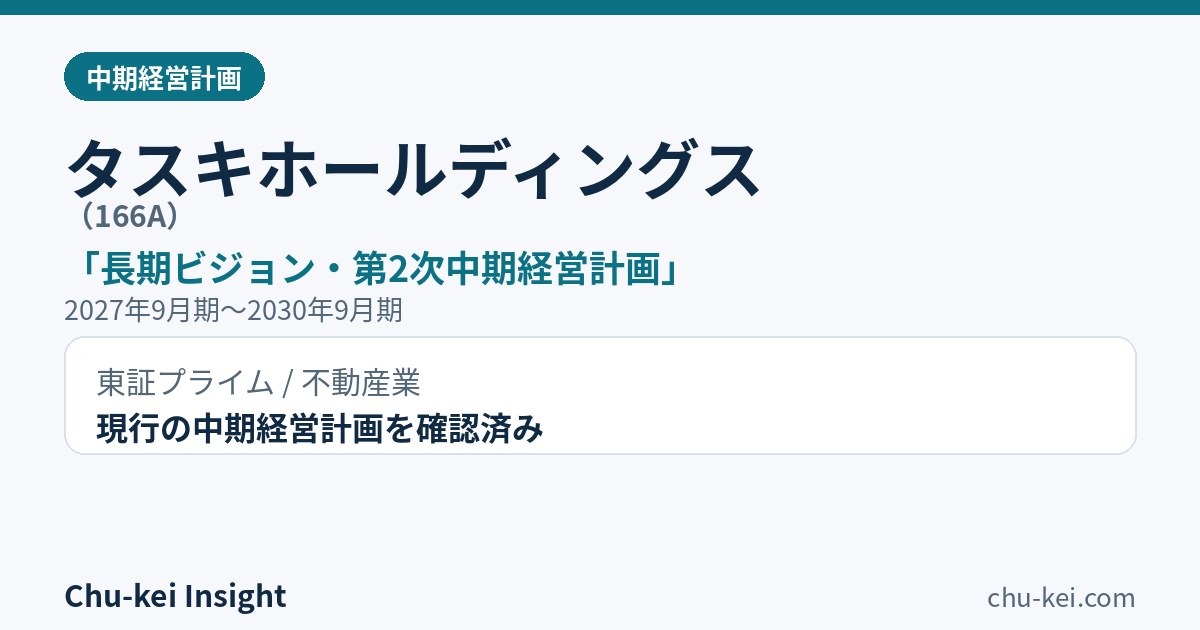 中期経営計画
タスキホールディングス
（166A）
「長期ビジョン・第2次中期経営計画」
2027年9月期～2030年9月期
東証プライム / 不動産業
現行の中期経営計画を確認済み
Chu-kei Insight
chu-kei.com